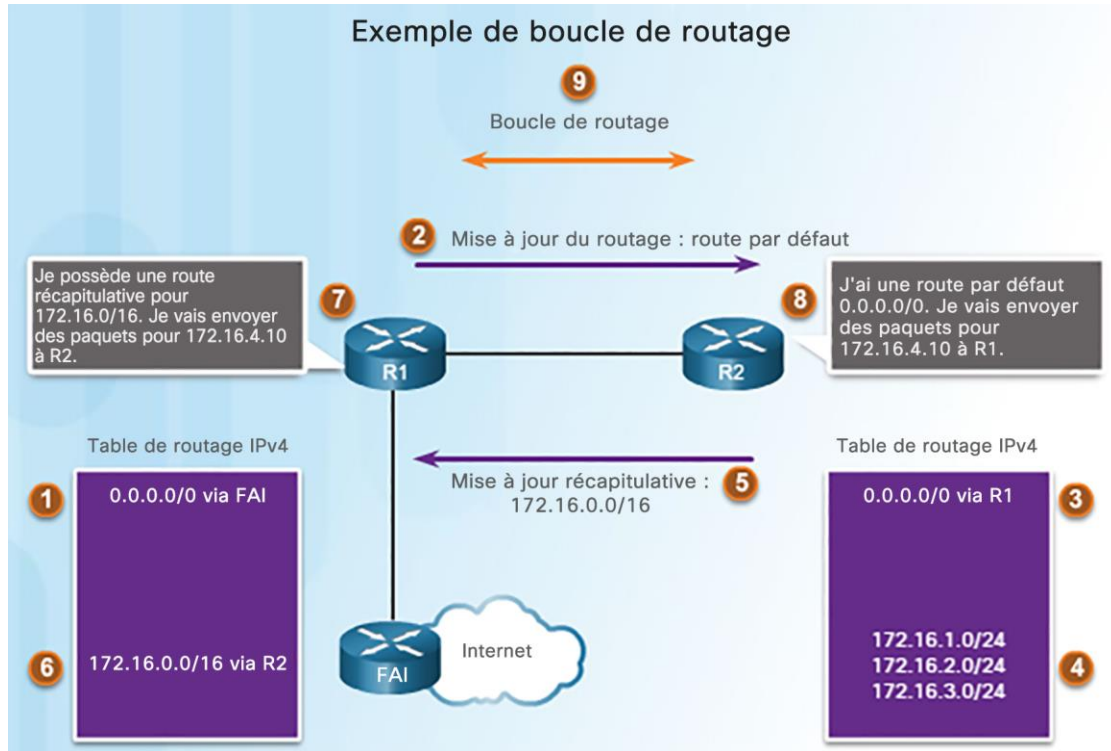 Exemple de boucle de routage
9
Boucle de routage
2 Mise à jour du routage : route par défaut
Je possède une route
récapitulative pour
172.16.0/16. Je vais envoyer
des paquets pour 172.16.4.10
à R2.
7
R1
R2
8
J'ai une route par défaut
0.0.0.0/0. Je vais envoyer
des paquets pour
172.16.4.10 à R1.
Mise à jour récapitulative :
172.16.0.0/16
5
Table de routage IPv4
1
0.0.0.0/0 via FAI
6
172.16.0.0/16 via R2
FAI
Internet
Table de routage IPv4
0.0.0.0/0 via R1
3
172.16.1.0/24
172.16.2.0/24
172.16.3.0/24
4